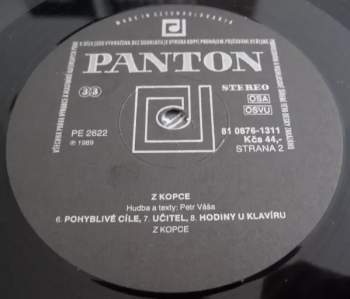 MADE IN CZECHOSLOVAKIA
PANTON
33
STEREO
OSA
OSVU
PE 2622
℗ 1989
81 0876-1311
Kčs 44,-
STRANA 2
Z KOPCE
Hudba a texty: Petr Váša
6. POHYBLIVÉ CÍLE, 7. UČITEL, 8. HODINY U KLAVÍRU
Z KOPCE